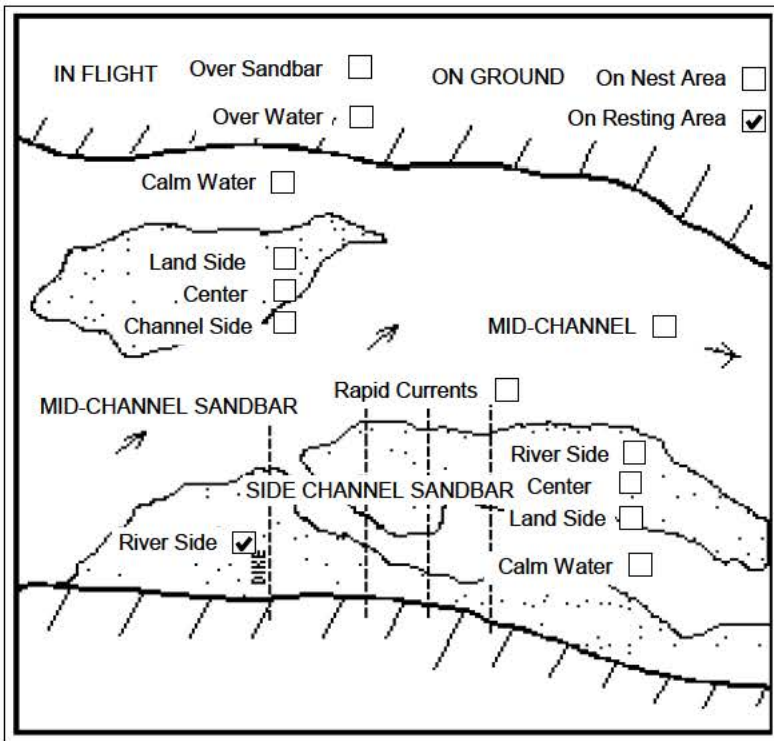 IN FLIGHT Over Sandbar ON GROUND On Nest Area
Over Water On Resting Area
Calm Water
Land Side
Center
Channel Side
MID-CHANNEL
Rapid Currents
MID-CHANNEL SANDBAR
River Side
SIDE CHANNEL SANDBAR Center
Land Side
River Side
DIKE
Calm Water